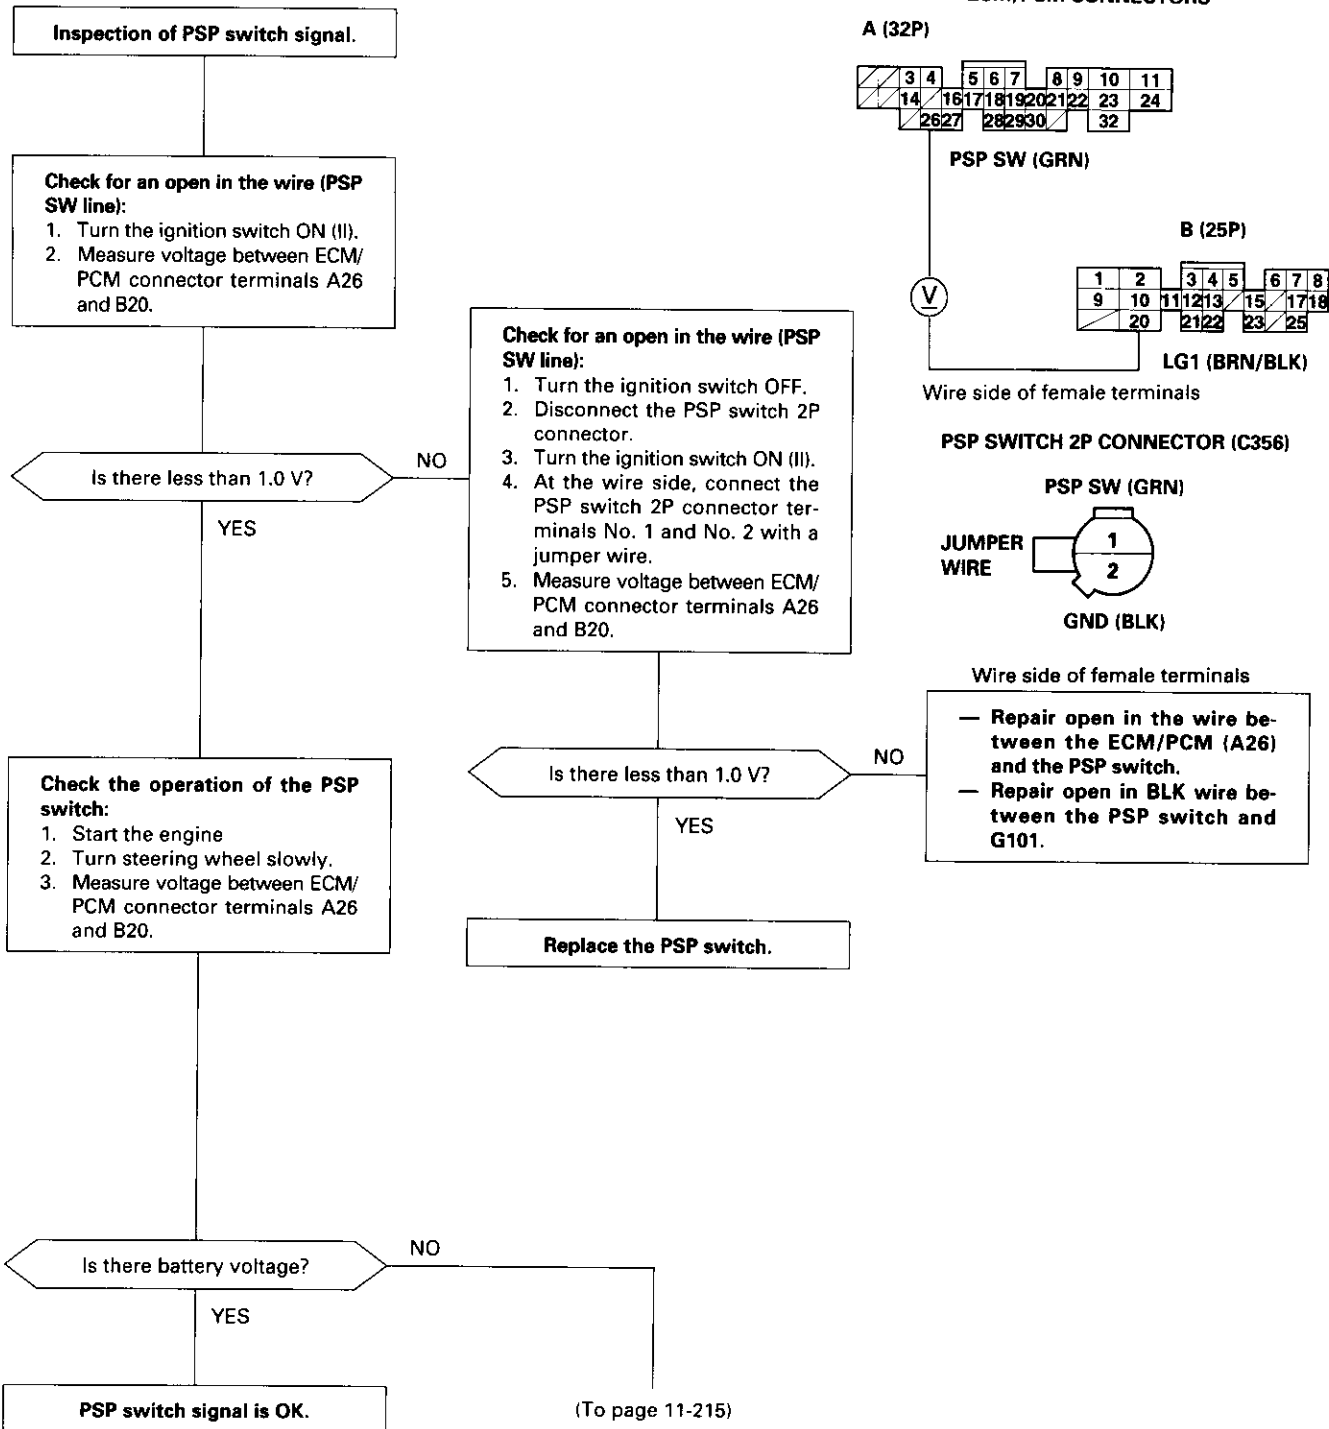 Inspection of PSP switch signal.
Check for an open in the wire (PSP
SW line):
1. Turn the ignition switch ON (II).
2. Measure voltage between ECM/
PCM connector terminals A26
and B20.
Is there less than 1.0 V?
NO
YES
Check for an open in the wire (PSP
SW line):
1. Turn the ignition switch OFF.
2. Disconnect the PSP switch 2P
connector.
3. Turn the ignition switch ON (II).
4. At the wire side, connect the
PSP switch 2P connector ter-
minals No. 1 and No. 2 with a
jumper wire.
5. Measure voltage between ECM/
PCM connector terminals A26
and B20.
Is there less than 1.0 V?
NO
YES
— Repair open in the wire be-
tween the ECM/PCM (A26)
and the PSP switch.
— Repair open in BLK wire be-
tween the PSP switch and
G101.
Replace the PSP switch.
Check the operation of the PSP
switch:
1. Start the engine
2. Turn steering wheel slowly.
3. Measure voltage between ECM/
PCM connector terminals A26
and B20.
Is there battery voltage?
NO
YES
PSP switch signal is OK.
(To page 11-215)
A (32P)
3 4 5 6 7 8 9 10 11
14 16 17 18 19 20 21 22 23 24
26 27 28 29 30 32
PSP SW (GRN)
V
B (25P)
1 2 3 4 5 6 7 8
9 10 11 12 13 15 17 18
20 21 22 23 25
LG1 (BRN/BLK)
Wire side of female terminals
PSP SWITCH 2P CONNECTOR (C356)
PSP SW (GRN)
JUMPER
WIRE
1
2
GND (BLK)
Wire side of female terminals